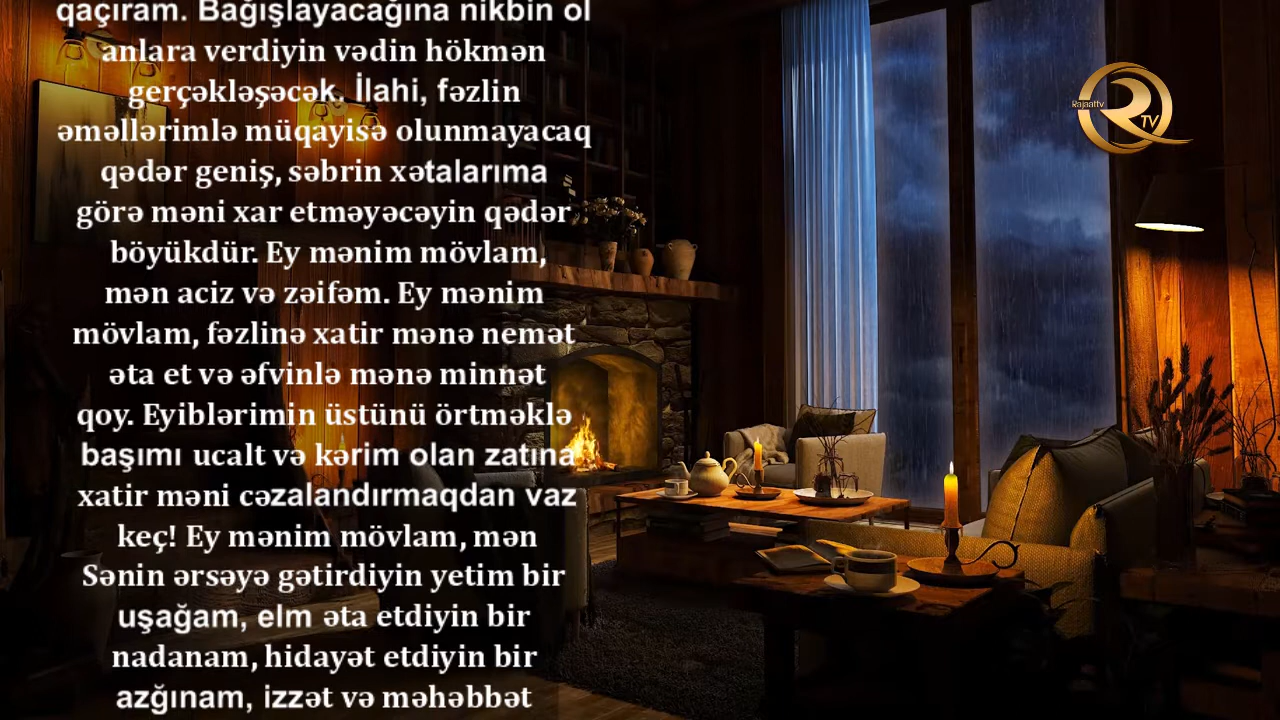 qaçıram. Bağışlayacağına nikbin ol
anlara verdiyin vədin hökmən
gerçəkləşəcək. İlahi, fəzlin
əməllərimlə müqayisə olunmayacaq
qədər geniş, səbrin xətalarıma
görə məni xar etməyəcəyin qədər
böyükdür. Ey mənim mövlam,
mən aciz və zəifəm. Ey mənim
mövlam, fəzlinə xatir mənə nemət
əta et və əfvinlə mənə minnət
qoy. Eyiblərimin üstünü örtməklə
başımı ucalt və kərim olan zatına
xatir məni cəzalandırmaqdan vaz
keç! Ey mənim mövlam, mən
Sənin ərsəyə gətirdiyin yetim bir
uşağam, elm əta etdiyin bir
nadanam, hidayət etdiyin bir
azğınam, izzət və məhəbbət
Rajaattv
R
TV